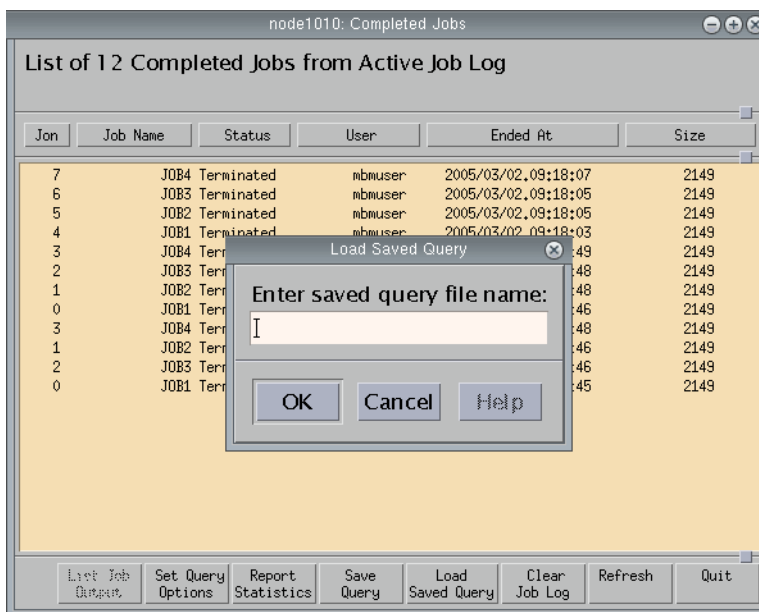 node1010: Completed Jobs
List of 12 Completed Jobs from Active Job Log
Jon Job Name Status User Ended At Size
7 JOB4 Terminated mbmuser 2005/03/02.09:18:07 2149
6 JOB3 Terminated mbmuser 2005/03/02.09:18:05 2149
5 JOB2 Terminated mbmuser 2005/03/02.09:18:05 2149
4 JOB1 Terminated mbmuser 2005/03/02.09:18:03 2149
3 JOB4 Terr :49 2149
2 JOB3 Terr :48 2149
1 JOB2 Terr :48 2149
0 JOB1 Terr :46 2149
3 JOB4 Terr :48 2149
1 JOB2 Terr :46 2149
2 JOB3 Terr :46 2149
0 JOB1 Terr :45 2149
Load Saved Query
Enter saved query file name:
OK Cancel Help
List Job Output
Set Query Options
Report Statistics
Save Query
Load Saved Query
Clear Job Log
Refresh
Quit